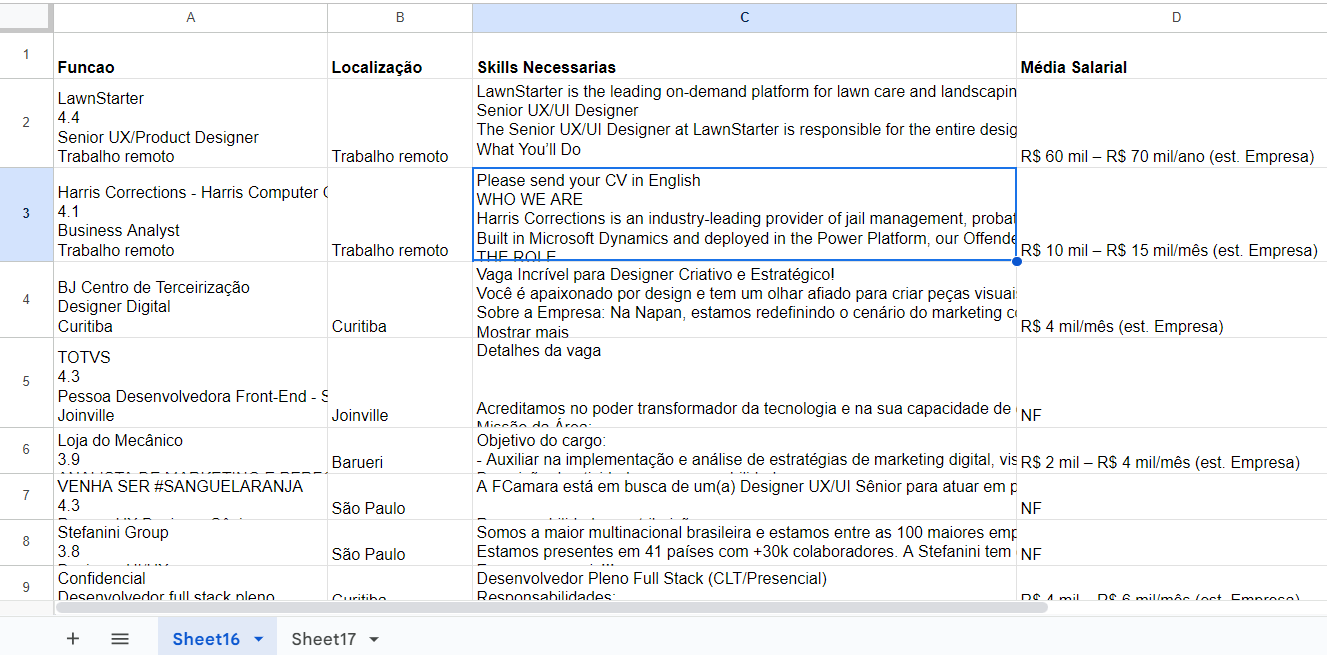 A B C D
1 Funcao Localização Skills Necessarias Média Salarial
2
LawnStarter
4.4
Senior UX/Product Designer
Trabalho remoto
Trabalho remoto
LawnStarter is the leading on-demand platform for lawn care and landscapin
Senior UX/UI Designer
The Senior UX/UI Designer at LawnStarter is responsible for the entire desig
What You'll Do
R$ 60 mil – R$ 70 mil/ano (est. Empresa)
3
Harris Corrections - Harris Computer
4.1
Business Analyst
Trabalho remoto
Trabalho remoto
Please send your CV in English
WHO WE ARE
Harris Corrections is an industry-leading provider of jail management, probat
Built in Microsoft Dynamics and deployed in the Power Platform, our Offende
THE ROLE
R$ 10 mil – R$ 15 mil/mês (est. Empresa)
4
BJ Centro de Terceirização
Designer Digital
Curitiba
Curitiba
Vaga Incrível para Designer Criativo e Estratégico!
Você é apaixonado por design e tem um olhar afiado para criar peças visuai
Sobre a Empresa: Na Napan, estamos redefinindo o cenário do marketing co
Mostrar mais
R$ 4 mil/mês (est. Empresa)
5
TOTVS
4.3
Pessoa Desenvolvedora Front-End - S
Joinville
Joinville
Detalhes da vaga
Acreditamos no poder transformador da tecnologia e na sua capacidade de
Missão da Área:
NF
6
Loja do Mecânico
3.9
Barueri
Objetivo do cargo:
- Auxiliar na implementação e análise de estratégias de marketing digital, vis
R$ 2 mil – R$ 4 mil/mês (est. Empresa)
7
VENHA SER #SANGUELARANJA
4.3
São Paulo
A FCamara está em busca de um(a) Designer UX/UI Sênior para atuar em p
NF
8
Stefanini Group
3.8
São Paulo
Somos a maior multinacional brasileira e estamos entre as 100 maiores emp
Estamos presentes em 41 países com +30k colaboradores. A Stefanini tem
NF
9
Confidencial
Desenvolvedor full stack pleno
Curitiba
Desenvolvedor Pleno Full Stack (CLT/Presencial)
Responsabilidades:
R$ 4 mil – R$ 6 mil/mês (est. Empresa)
Sheet16 Sheet17